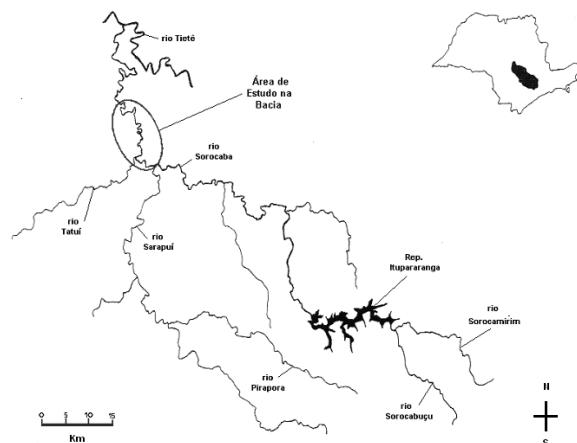 rio Tietê
Área de
Estudo na
Bacia
rio
Sorocaba
rio
Tatuí
rio
Sarapuí
Rep.
Itupararanga
rio
Sorocamirim
rio
Pirapora
rio
Sorocabuçu
0 5 10 15
Km
N
S